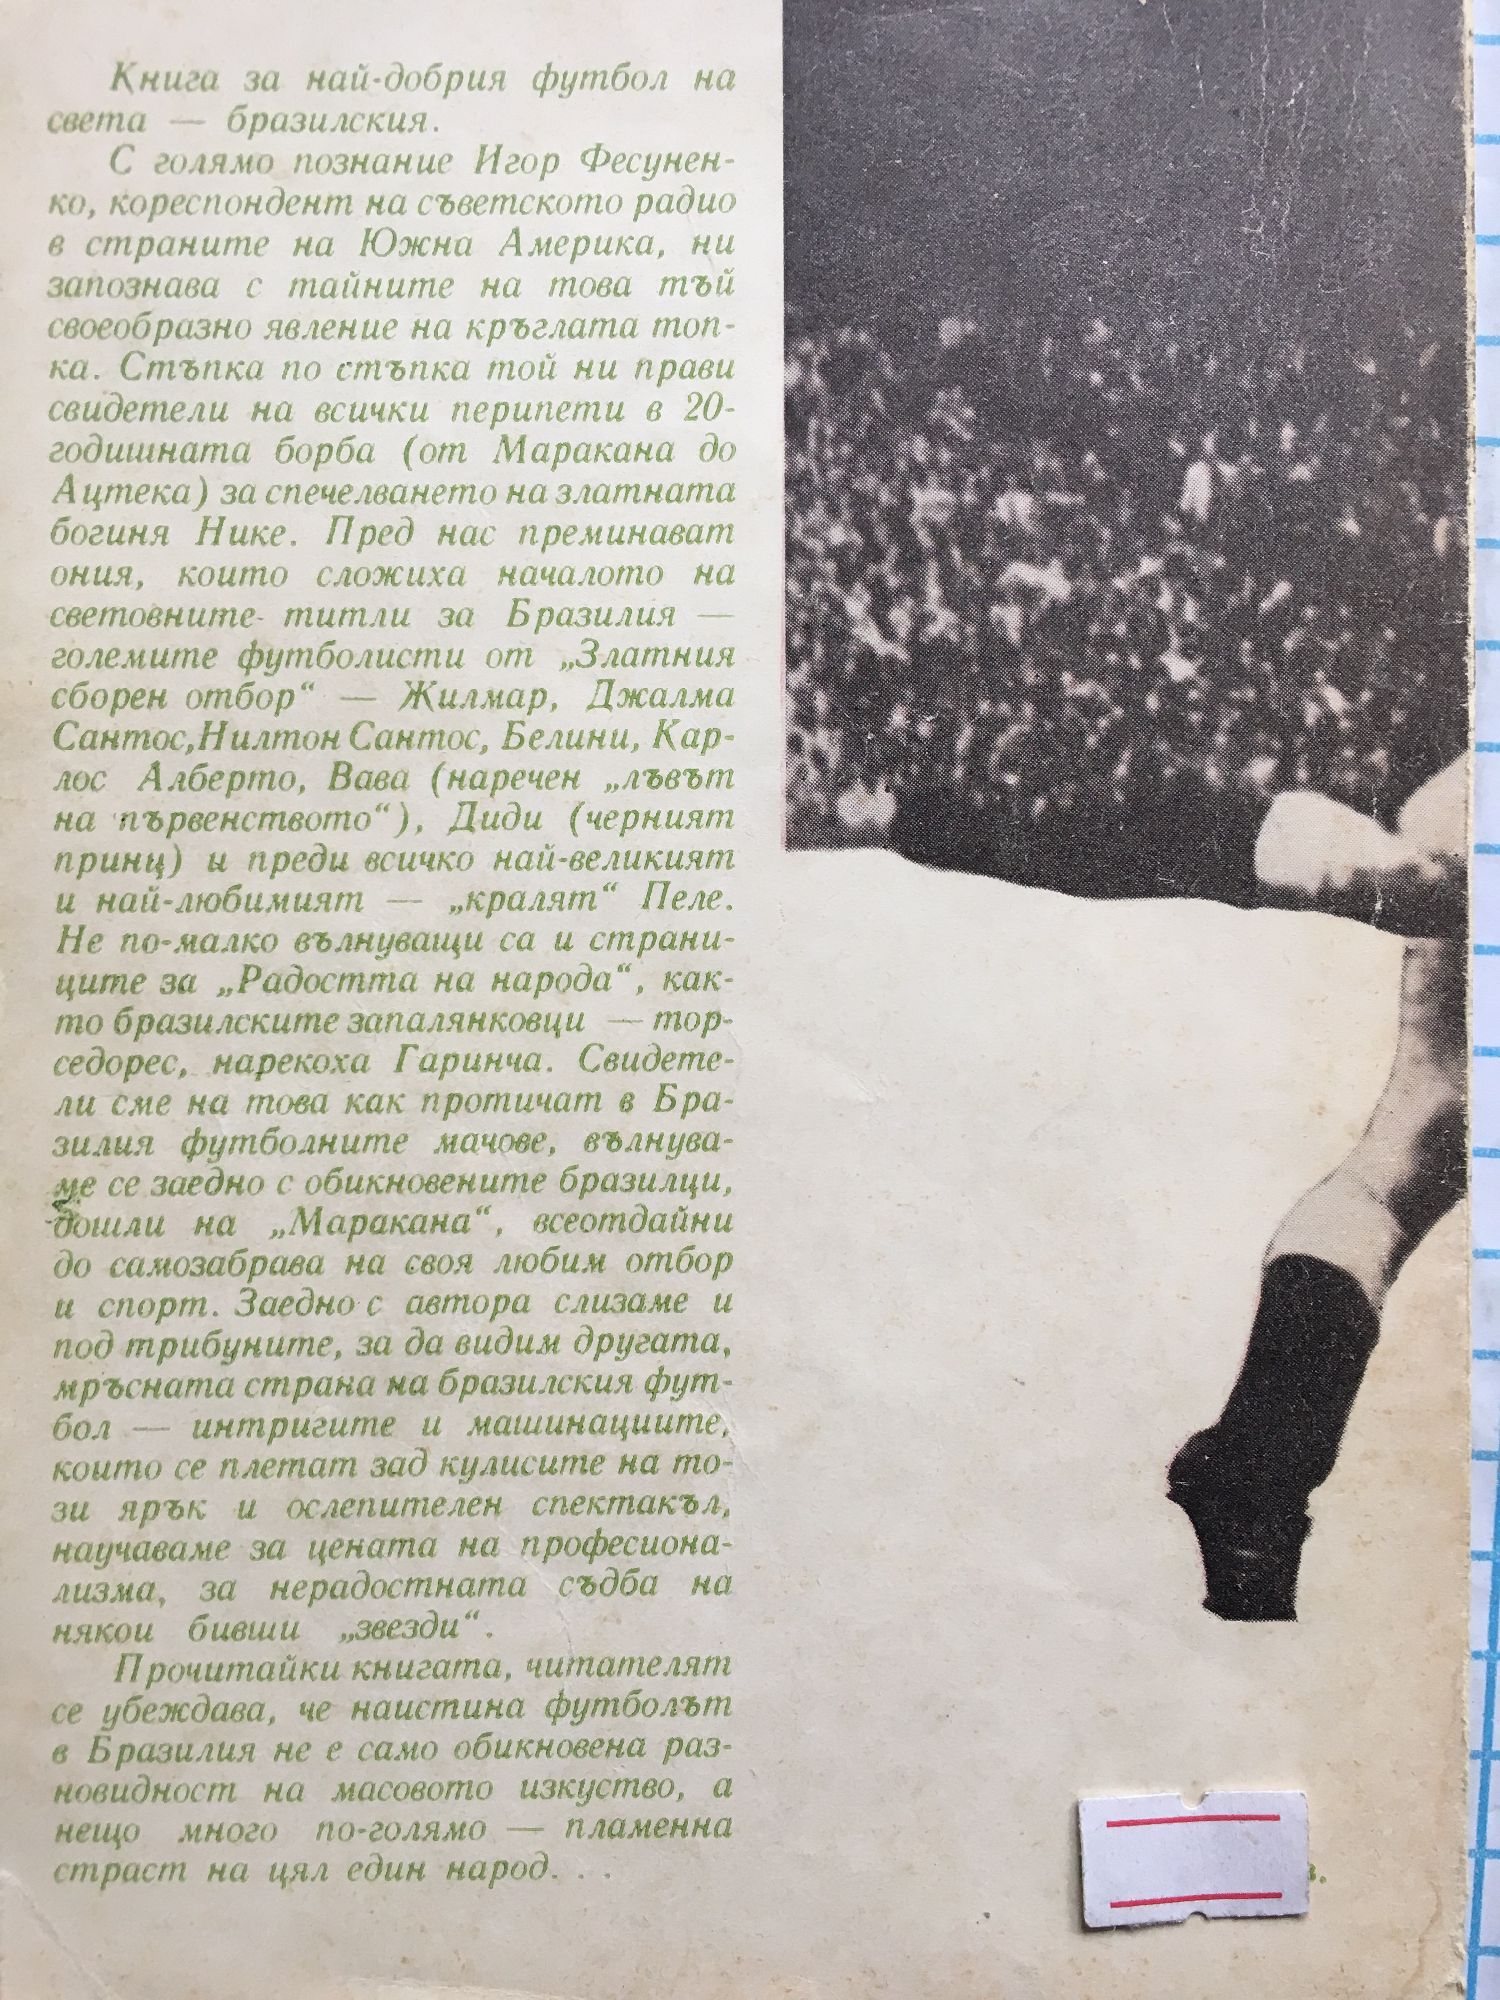 Книга за най-добрия футбол на
света — бразилския.
С голямо познание Игор Фесунен-
ко, кореспондент на съветското радио
в страните на Южна Америка, ни
запознава с тайните на това тъй
своеобразно явление на кръглата топ-
ка. Стъпка по стъпка той ни прави
свидетели на всички перипети в 20-
годишната борба (от Маракана до
Ацтека) за спечелването на златната
богиня Нике. Пред нас преминават
ония, които сложиха началото на
световните титли за Бразилия —
големите футболисти от „Златния
сборен отбор“ — Жилмар, Джалма
Сантос,Нилтон Сантос, Белини, Кар-
лос Алберто, Вава (наречен „лъвът
на първенството“), Диди (черният
принц) и преди всичко най-великият
и най-любимият — „кралят“ Пеле.
Не по-малко вълнуващи са и страни-
ците за „Радостта на народа“, как-
то бразилските запалянковци — тор-
седорес, нарекоха Гаринча. Свидете-
ли сме на това как протичат в Бра-
зилия футболните мачове, вълнува-
ме се заедно с обикновените бразилци,
дошли на „Маракана“, всеотдайни
до самозабрава на своя любим отбор
и спорт. Заедно с автора слизаме и
под трибуните, за да видим другата,
мръсната страна на бразилския фут-
бол — интригите и машинациите,
които се плетат зад кулисите на то-
зи ярък и ослепителен спектакъл,
научаваме за цената на професиона-
лизма, за нерадостната съдба на
някои бивши „звезди“.
Прочитайки книгата, читателят
се убеждава, че наистина футболът
в Бразилия не е само обикновена раз-
новидност на масовото изкуство, а
нещо много по-голямо — пламенна
страст на цял един народ. . .